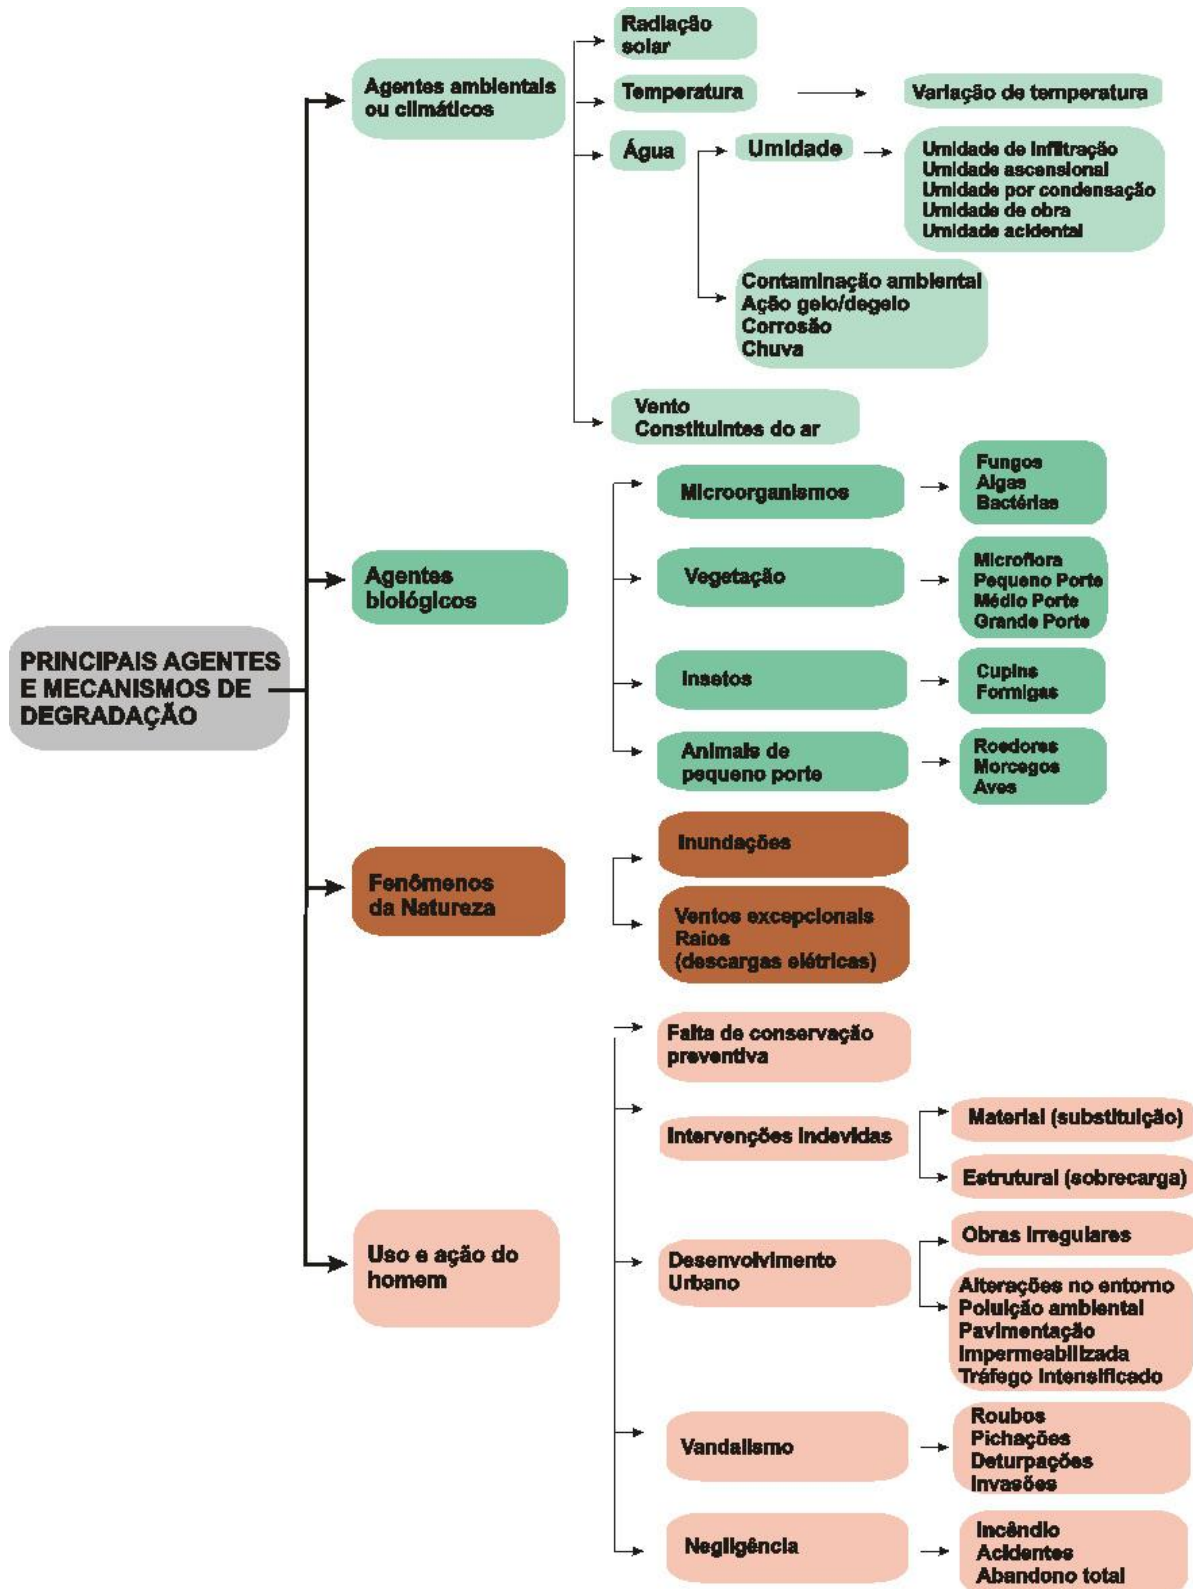 Radiação
solar
Agentes ambientais
ou climáticos
Temperatura
Variação de temperatura
Água
Umidade
Umidade de infiltração
Umidade ascensional
Umidade por condensação
Umidade de obra
Umidade acidental
Contaminação ambiental
Ação gelo/degelo
Corrosão
Chuva
Vento
Constituintes do ar
Microorganismos
Fungos
Algas
Bactérias
Agentes
biológicos
Vegetação
Microflora
Pequeno Porte
Médio Porte
Grande Porte
PRINCIPAIS AGENTES
E MECANISMOS DE
DEGRADAÇÃO
Insetos
Cupins
Formigas
Animais de
pequeno porte
Roedores
Morcegos
Aves
Fenômenos
da Natureza
Inundações
Ventos excepcionais
Raios
(descargas elétricas)
Falta de conservação
preventiva
Intervenções indevidas
Material (substituição)
Estrutural (sobrecarga)
Uso e ação do
homem
Desenvolvimento
Urbano
Obras irregulares
Alterações no entorno
Poluição ambiental
Pavimentação
Impermeabilizada
Tráfego intensificado
Vandalismo
Roubos
Pichações
Deturpações
Invasões
Negligência
Incêndio
Acidentes
Abandono total